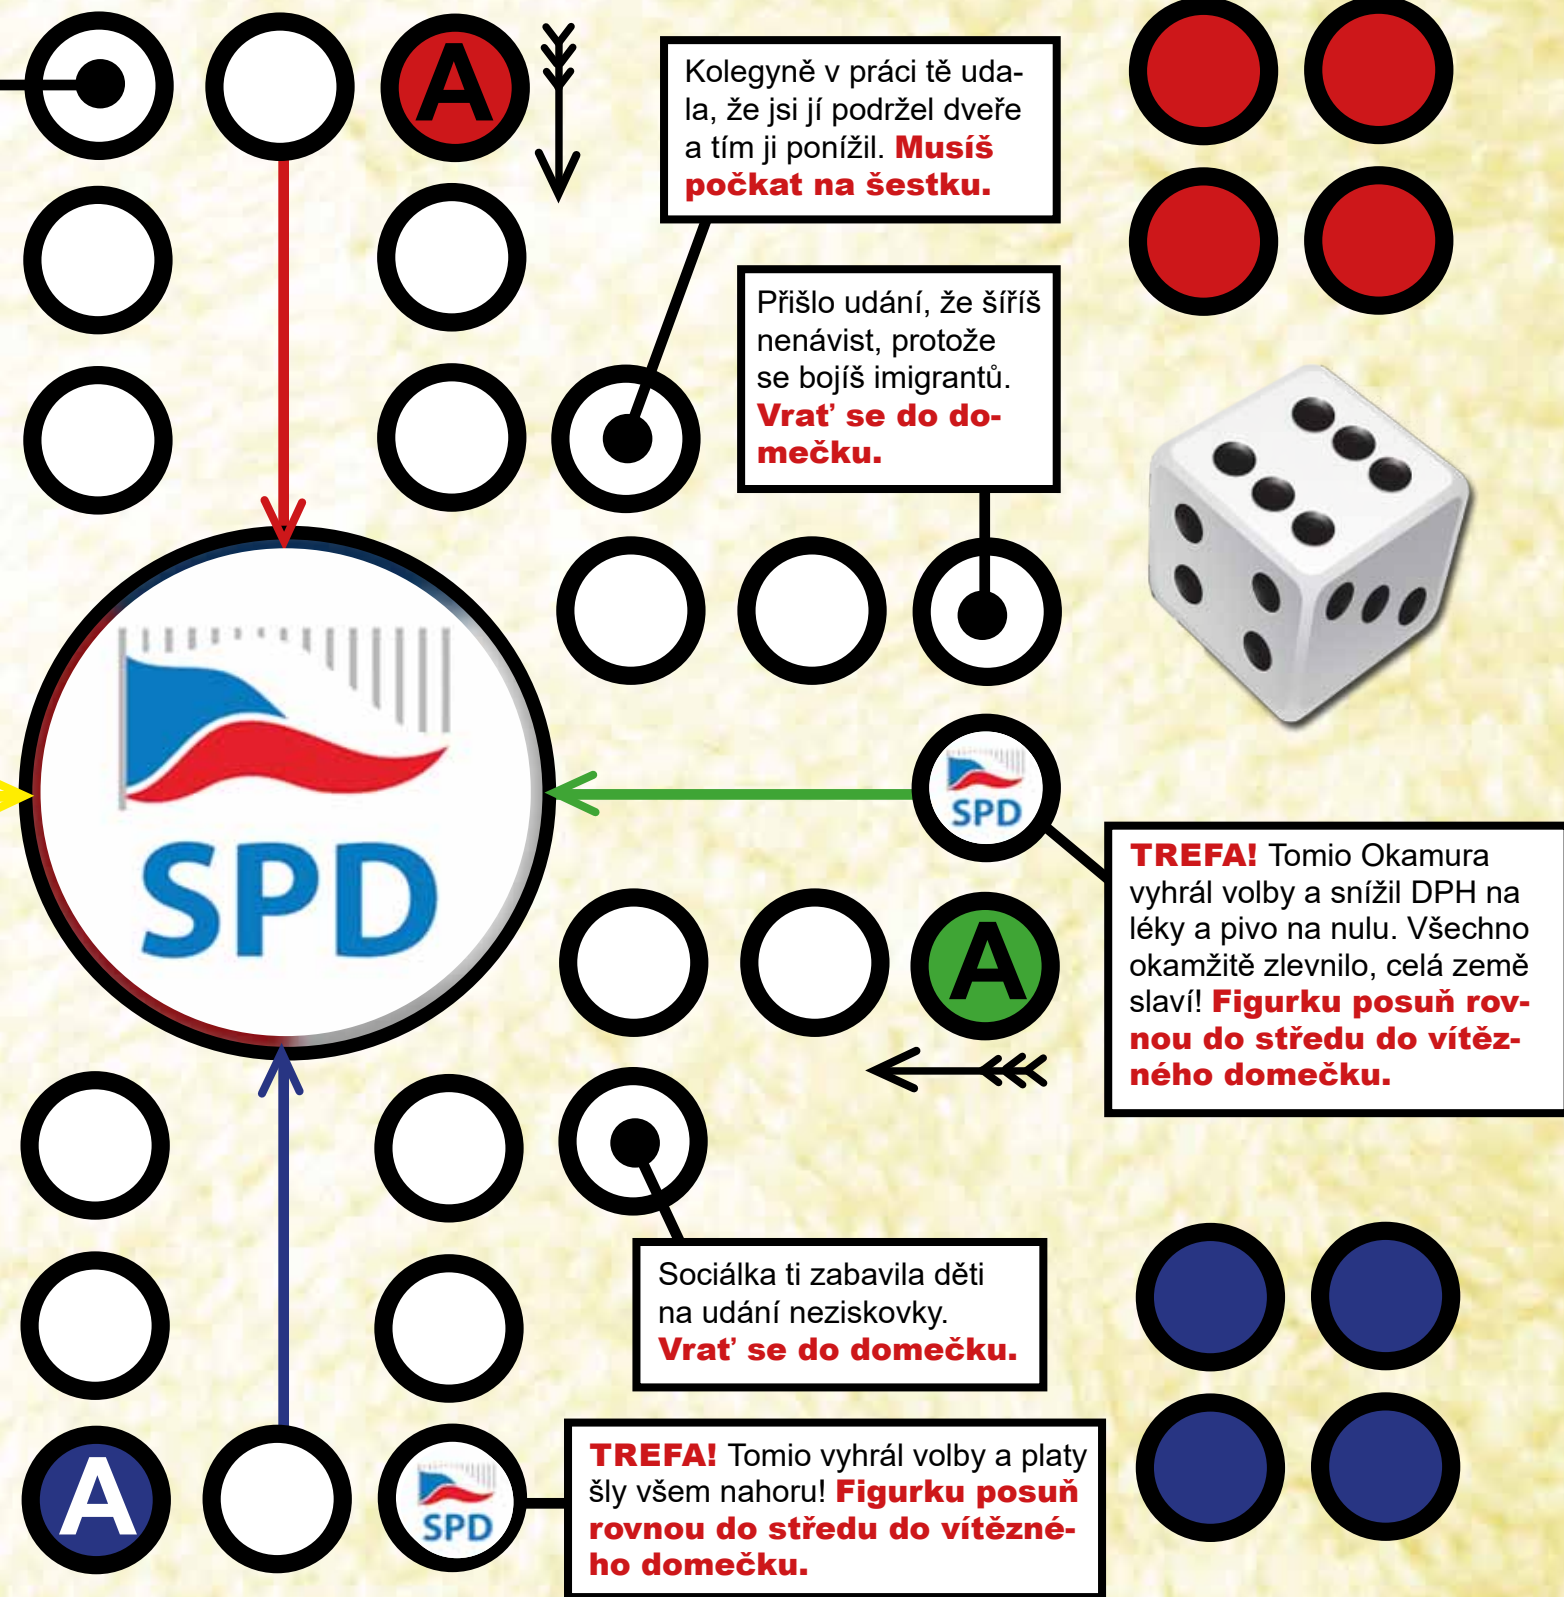 A
Kolegyně v práci tě uda-
la, že jsi jí podržel dveře
a tím ji ponížil. Musíš
počkat na šestku.
Přišlo udání, že šíříš
nenávist, protože
se bojíš imigrantů.
Vrať se do do-
mečku.
SPD
SPD
TREFA! Tomio Okamura
vyhrál volby a snížil DPH na
léky a pivo na nulu. Všechno
okamžitě zlevnilo, celá země
slaví! Figurku posuň rov-
nou do středu do vítěz-
ného domečku.
A
Sociálka ti zabavila děti
na udání neziskovky.
Vrať se do domečku.
A
SPD
TREFA! Tomio vyhrál volby a platy
šly všem nahoru! Figurku posuň
rovnou do středu do vítězné-
ho domečku.